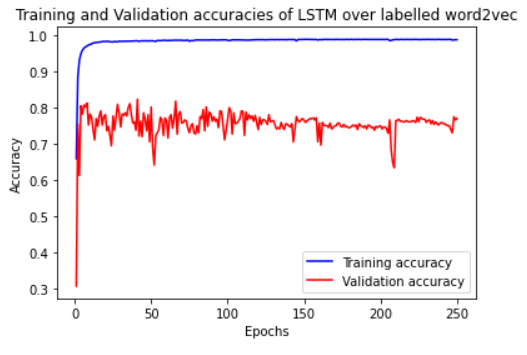 Training and Validation accuracies of LSTM over labelled word2vec
1.0
0.9
0.8
0.7
0.6
0.5
0.4
0.3
Accuracy
0
50
100
150
200
250
Epochs
Training accuracy
Validation accuracy